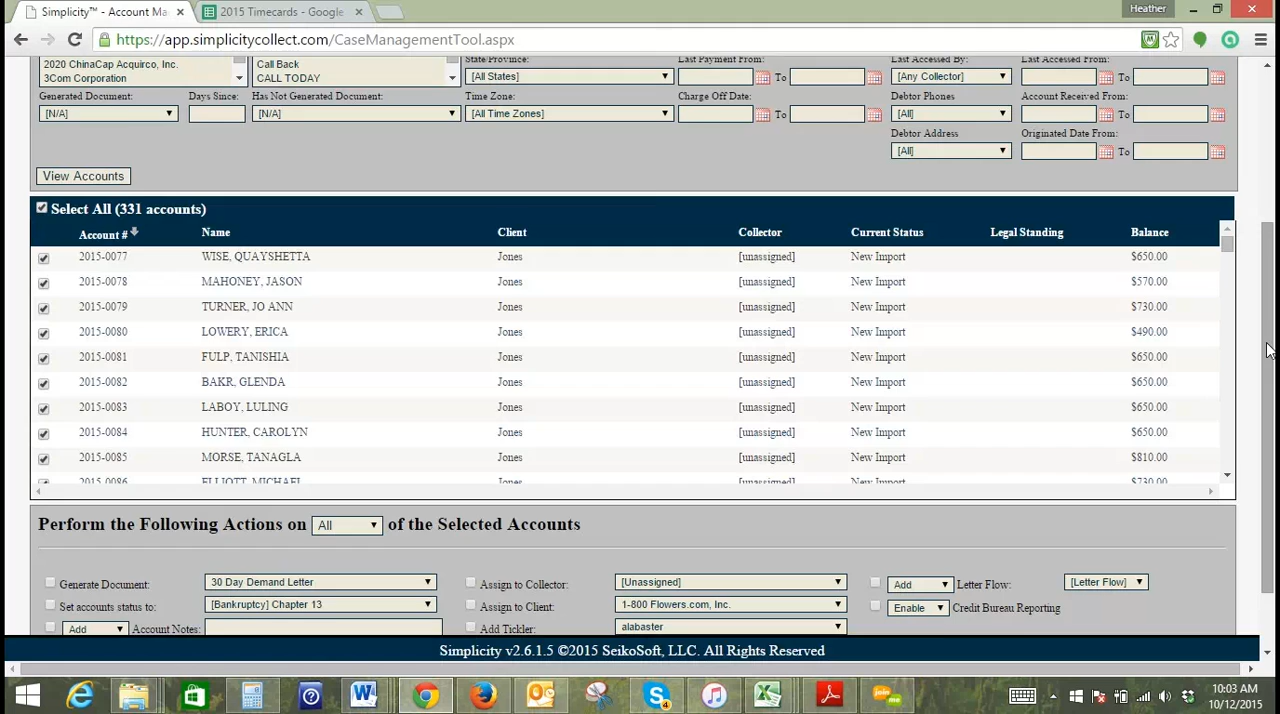 Simplicity™ - Account Ma
2015 Timecards - Google
Heather
https://app.simplicitycollect.com/CaseManagementTool.aspx
State/Province: Last Payment From: Last Accessed By: Last Accessed From:
2020 ChinaCap Acquirco, Inc. Call Back
3Com Corporation CALL TODAY [All States] To [Any Collector] To
Generated Document: Days Since: Has Not Generated Document: Time Zone: Charge Off Date: Debtor Phones Account Received From:
[N/A] [N/A] [All Time Zones] To [All] To
Debtor Address Originated Date From:
[All] To
View Accounts
Select All (331 accounts)
Account # Name Client Collector Current Status Legal Standing Balance
2015-0077 WISE, QUAYSHETTA Jones [unassigned] New Import $650.00
2015-0078 MAHONEY, JASON Jones [unassigned] New Import $570.00
2015-0079 TURNER, JO ANN Jones [unassigned] New Import $730.00
2015-0080 LOWERY, ERICA Jones [unassigned] New Import $490.00
2015-0081 FULP, TANISHIA Jones [unassigned] New Import $650.00
2015-0082 BAKR, GLENDA Jones [unassigned] New Import $650.00
2015-0083 LABOY, LULING Jones [unassigned] New Import $650.00
2015-0084 HUNTER, CAROLYN Jones [unassigned] New Import $650.00
2015-0085 MORSE, TANAGLA Jones [unassigned] New Import $810.00
2015-0086 ELLIOTT, MICHAEL Jones [unassigned] New Import $730.00
Perform the Following Actions on All of the Selected Accounts
Generate Document: 30 Day Demand Letter Assign to Collector: [Unassigned] Add Letter Flow: [Letter Flow]
Set accounts status to: [Bankruptcy] Chapter 13 Assign to Client: 1-800 Flowers.com, Inc. Enable Credit Bureau Reporting
Add Account Notes: Add Tickler: alabaster
Simplicity v2.6.1.5 ©2015 SeikoSoft, LLC. All Rights Reserved
10:03 AM
10/12/2015